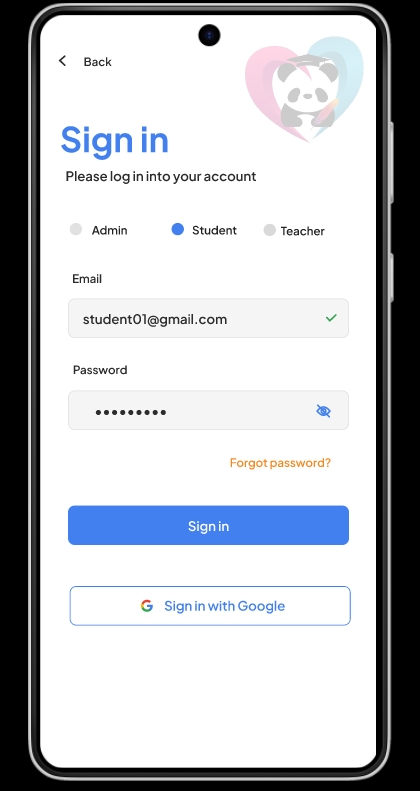 Back
Sign in
Please log in into your account
Admin Student Teacher
Email
student01@gmail.com
Password
Forgot password?
Sign in
Sign in with Google